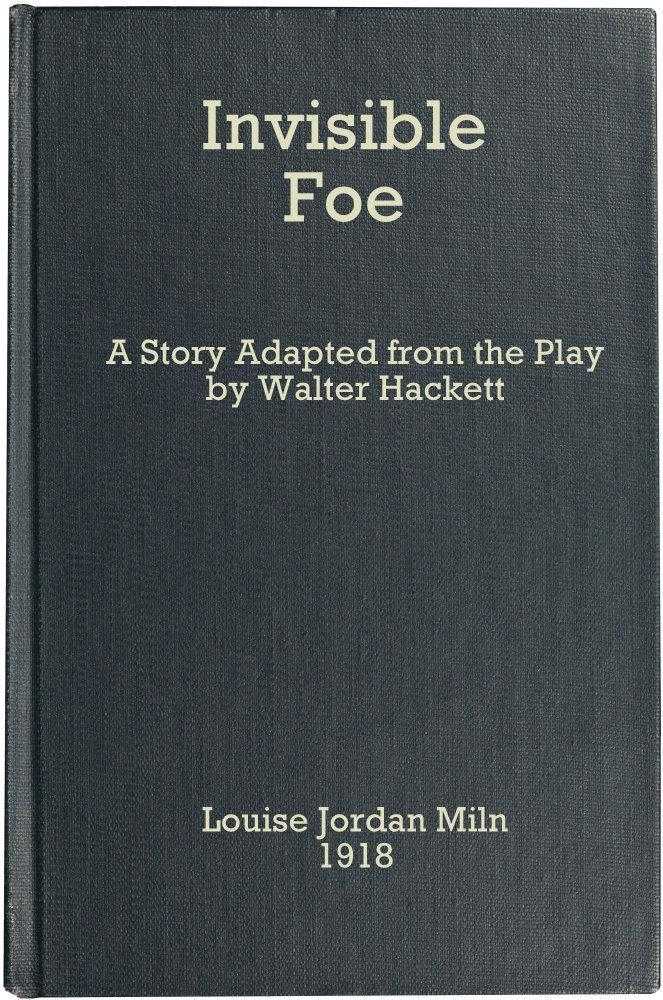 Invisible
Foe
A Story Adapted from the Play
by Walter Hackett
Louise Jordan Miln
1918